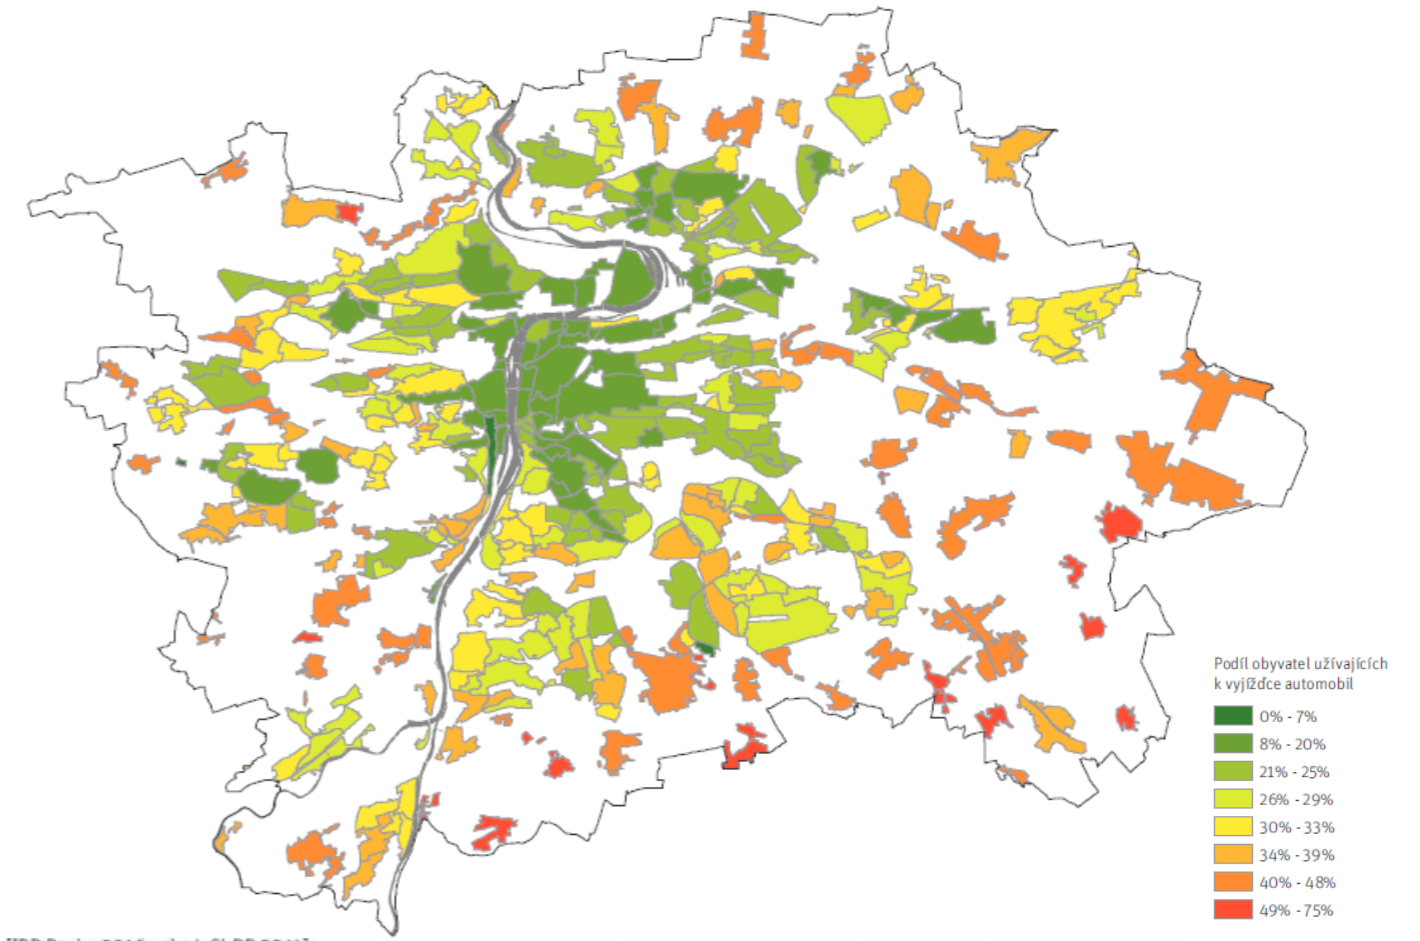 Podíl obyvatel užívajících
k vyjížďce automobil
0% - 7%
8% - 20%
21% - 25%
26% - 29%
30% - 33%
34% - 39%
40% - 48%
49% - 75%